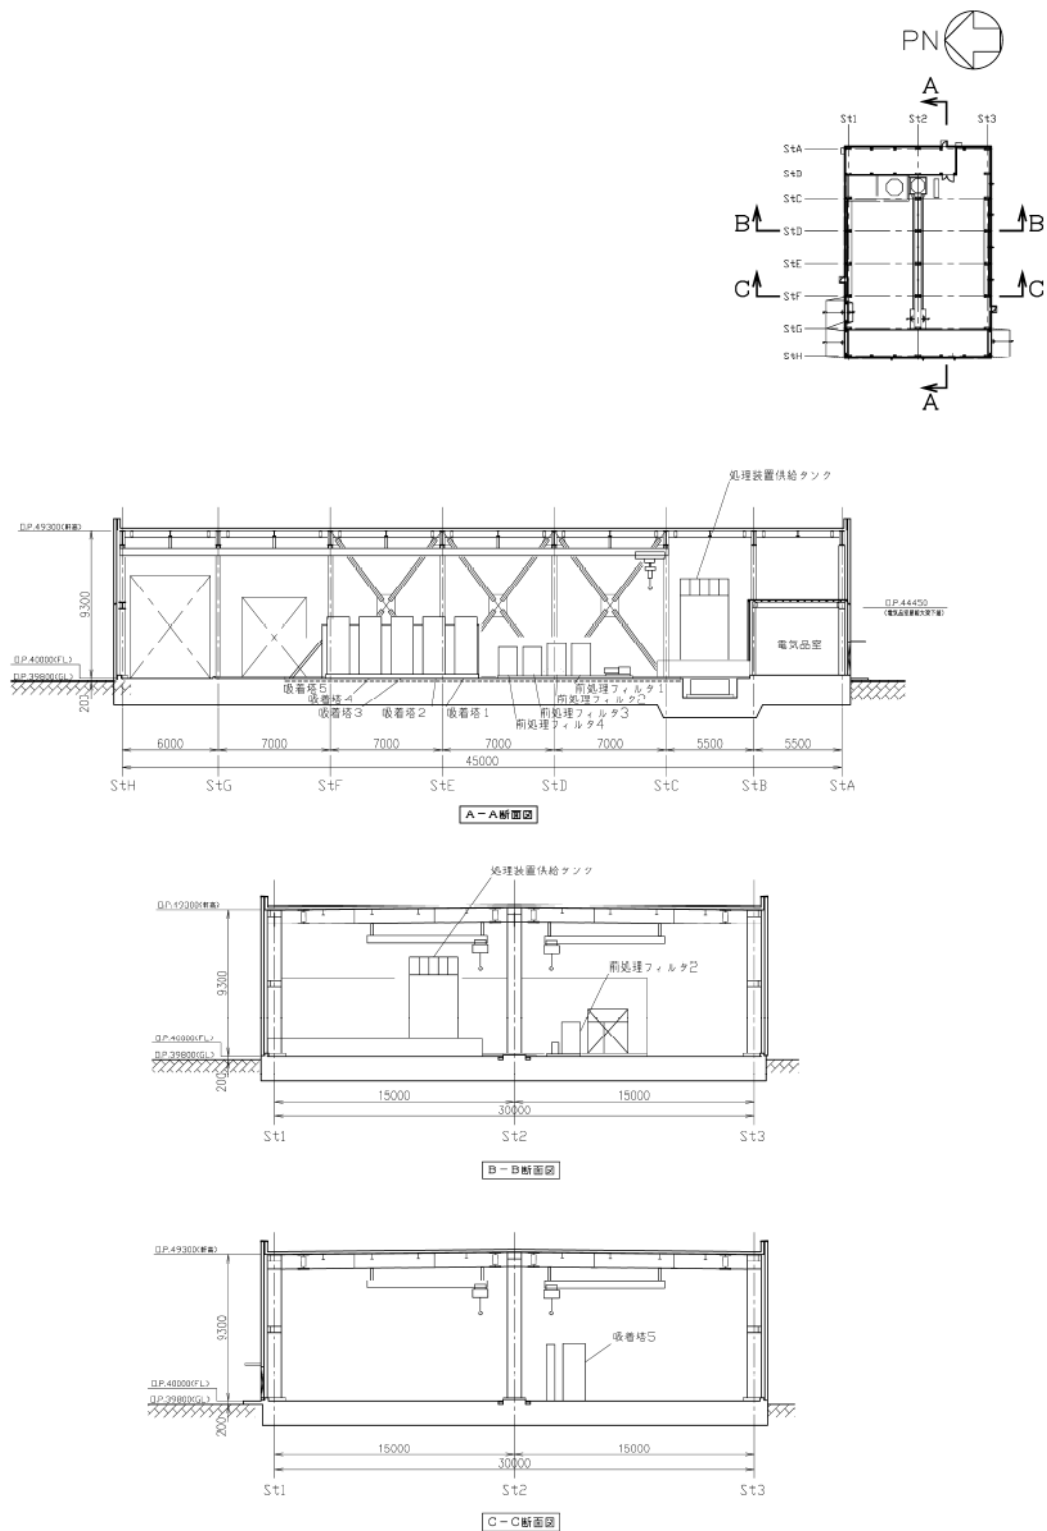 PN
A
St1 St2 St3
StA
StD
StC
B B
StD
StE
C C
StF
StG
StH
A
処理装置供給タンク
O.P.49300(軒高)
9300
O.P.44450
電気品室
O.P.40000(FL)
O.P.39800(GL)
200
吸着塔5
吸着塔4
吸着塔3 吸着塔2 吸着塔1
前処理フィルタ1
前処理フィルタ2
前処理フィルタ3
前処理フィルタ4
6000 7000 7000 7000 7000 5500 5500
45000
StH StG StF StE StD StC StB StA
A-A断面図
処理装置供給タンク
O.P.49300(軒高)
前処理フィルタ2
9300
O.P.40000(FL)
O.P.39800(GL)
200
15000 15000
30000
St1 St2 St3
B-B断面図
O.P.49300(軒高)
9300
吸着塔5
O.P.40000(FL)
O.P.39800(GL)
200
15000 15000
30000
St1 St2 St3
C-C断面図